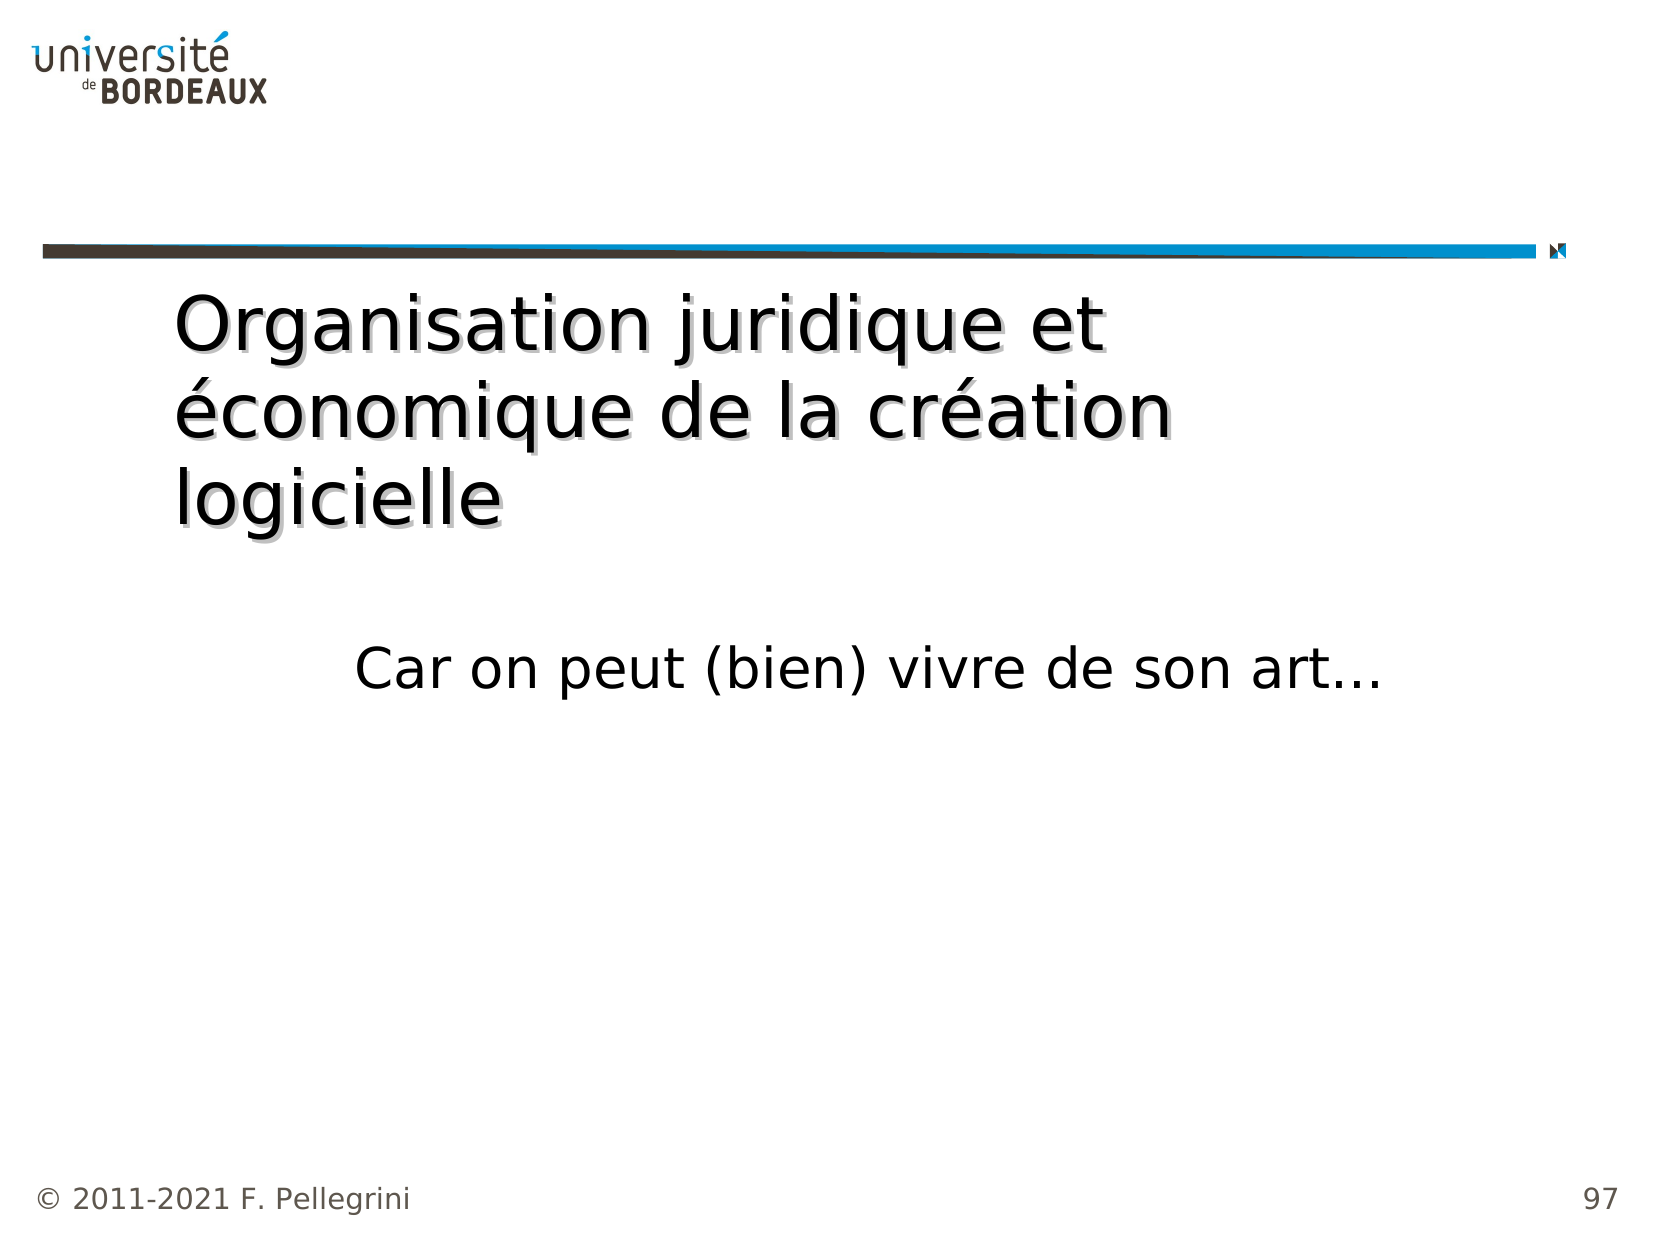 université
de BORDEAUX
Organisation juridique et
économique de la création
logicielle
Car on peut (bien) vivre de son art...
© 2011-2021 F. Pellegrini
97